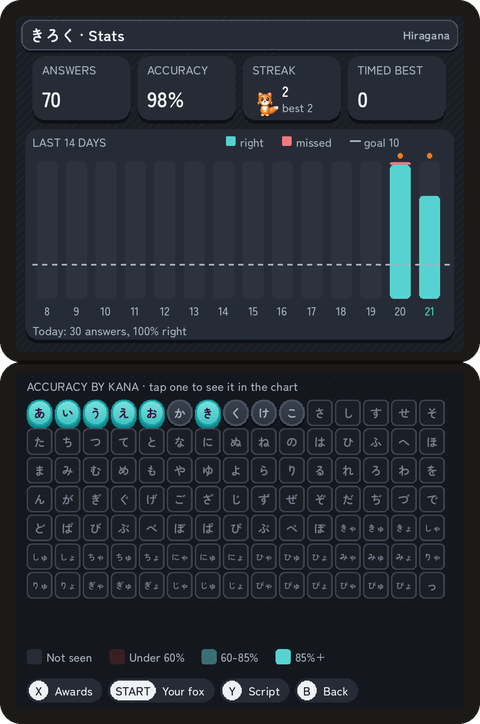 きろく · Stats
Hiragana
ANSWERS
70
ACCURACY
98%
STREAK
2
best 2
TIMED BEST
0
LAST 14 DAYS
right
missed
goal 10
8 9 10 11 12 13 14 15 16 17 18 19 20 21
Today: 30 answers, 100% right
ACCURACY BY KANA · tap one to see it in the chart
あ い う え お か き く け こ さ し す せ そ
た ち つ て と な に ぬ ね の は ひ ふ へ ほ
ま み む め も や ゆ よ ら り る れ ろ わ を
ん が ぎ ぐ げ ご ざ じ ず ぜ ぞ だ ぢ づ で
ど ば び ぶ べ ぼ ぱ ぴ ぷ ぺ ぽ きゃ きゅ きょ しゃ
しゅ しょ ちゃ ちゅ ちょ にゃ にゅ にょ ひゃ ひゅ ひょ みゃ みゅ みょ りゃ
りゅ りょ ぎゃ ぎゅ ぎょ じゃ じゅ じょ びゃ びゅ びょ ぴゃ ぴゅ ぴょ っ
Not seen
Under 60%
60-85%
85%+
X Awards
START Your fox
Y Script
B Back